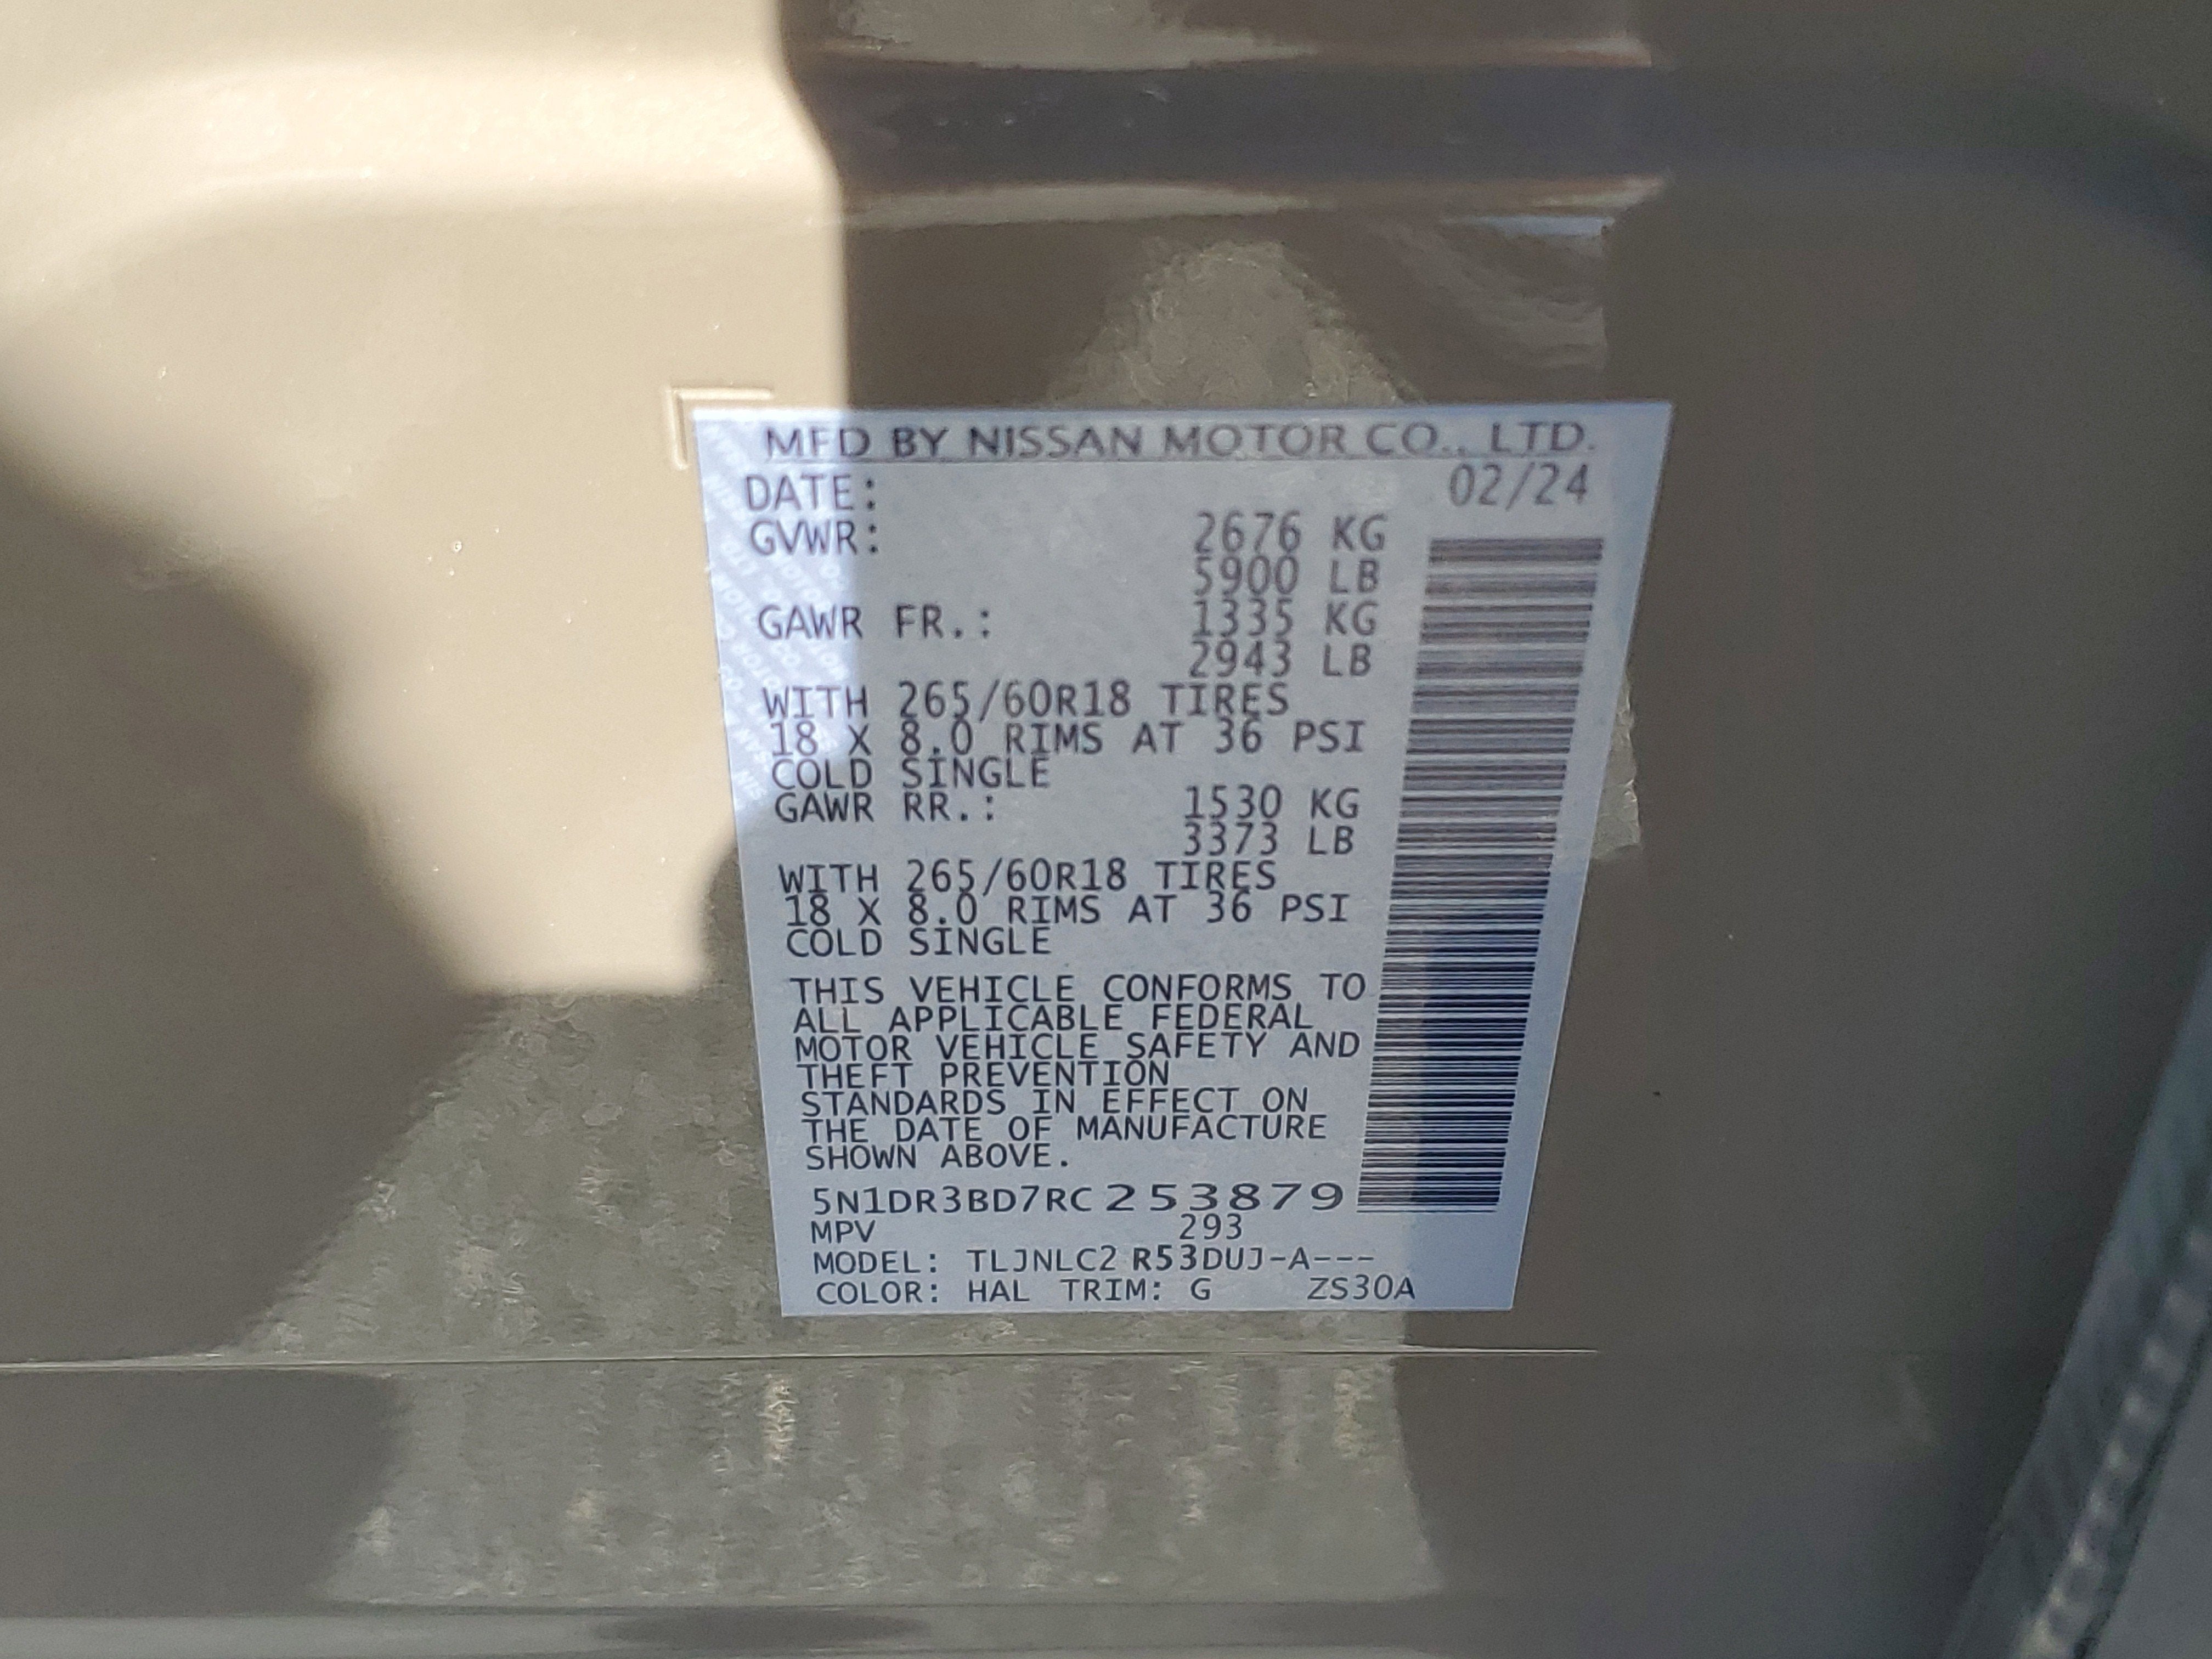 MFD BY NISSAN MOTOR CO., LTD.
DATE: 02/24
GVWR: 2676 KG
5900 LB
GAWR FR.: 1335 KG
2943 LB
WITH 265/60R18 TIRES
18 X 8.0 RIMS AT 36 PSI
COLD SINGLE
GAWR RR.: 1530 KG
3373 LB
WITH 265/60R18 TIRES
18 X 8.0 RIMS AT 36 PSI
COLD SINGLE
THIS VEHICLE CONFORMS TO
ALL APPLICABLE FEDERAL
MOTOR VEHICLE SAFETY AND
THEFT PREVENTION
STANDARDS IN EFFECT ON
THE DATE OF MANUFACTURE
SHOWN ABOVE.
5N1DR3BD7RC253879
MPV 293
MODEL: TLJNLC2 R53DUJ-A---
COLOR: HAL TRIM: G ZS30A